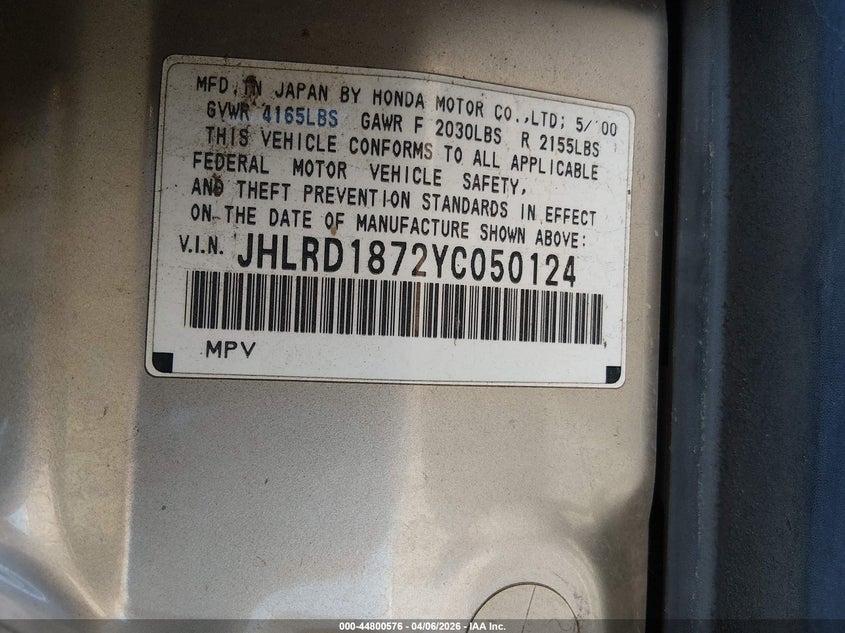 MFD. IN JAPAN BY HONDA MOTOR CO.,LTD; 5/'00
GVWR 4165LBS GAWR F 2030LBS R 2155LBS
THIS VEHICLE CONFORMS TO ALL APPLICABLE
FEDERAL MOTOR VEHICLE SAFETY,
AND THEFT PREVENTION STANDARDS IN EFFECT
ON THE DATE OF MANUFACTURE SHOWN ABOVE:
V.I.N. JHLRD1872YC050124
MPV
000-44800576 - 04/06/2026 - IAA Inc.